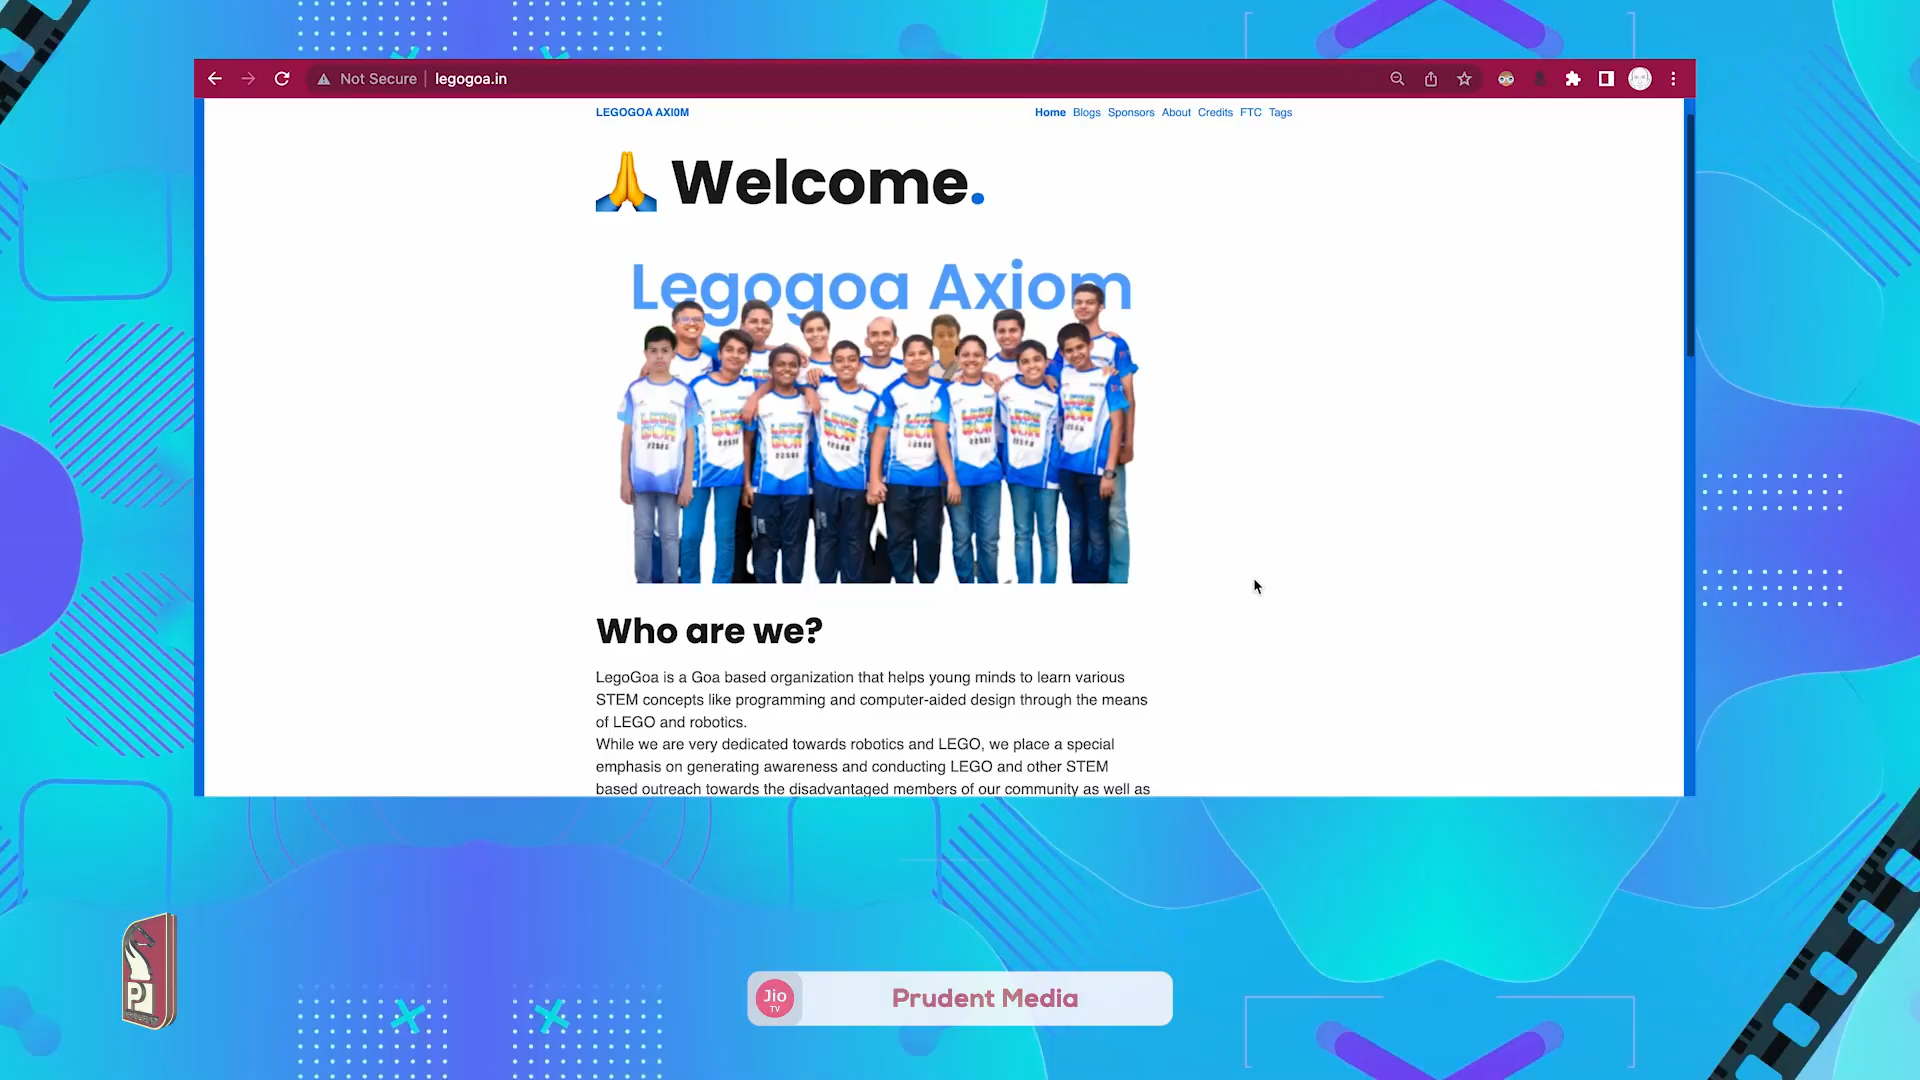 Not Secure | legogoa.in
LEGOGOA AXI0M
Home Blogs Sponsors About Credits FTC Tags
🙏 Welcome.
Legogoa Axiom
Who are we?
LegoGoa is a Goa based organization that helps young minds to learn various
STEM concepts like programming and computer-aided design through the means
of LEGO and robotics.
While we are very dedicated towards robotics and LEGO, we place a special
emphasis on generating awareness and conducting LEGO and other STEM
based outreach towards the disadvantaged members of our community as well as
Jio
TV
Prudent Media